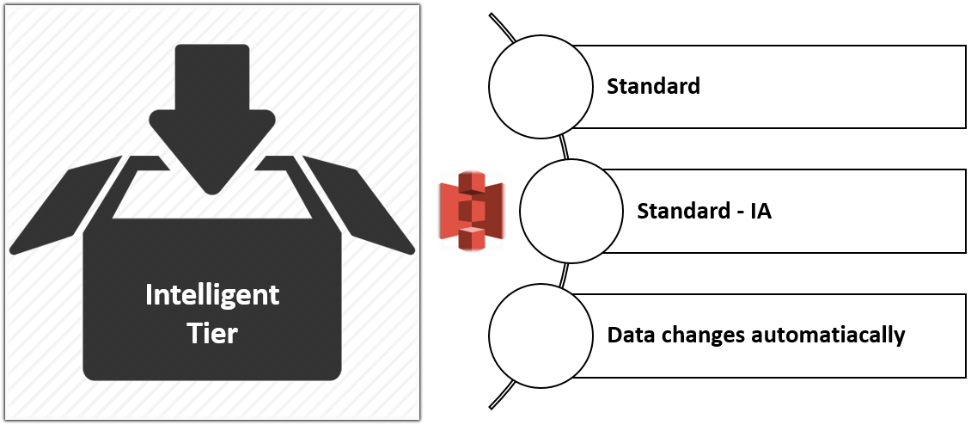 Intelligent
Tier
Standard
Standard - IA
Data changes automatiacally